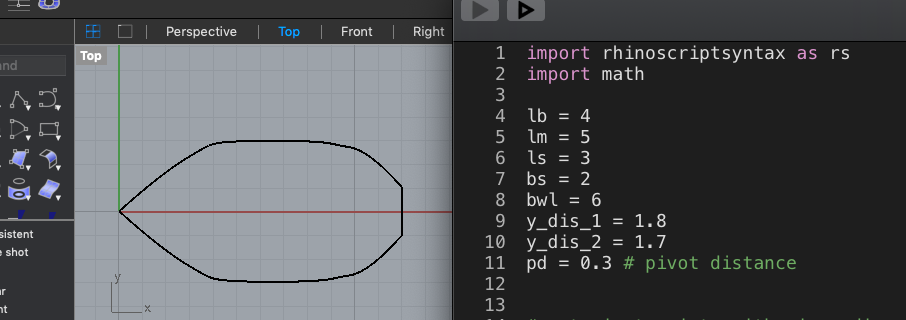 Perspective
Top
Front
Right
Top
nd
sistent
e shot
ar
nt
y
x
1 import rhinoscriptsyntax as rs
2 import math
3
4 lb = 4
5 lm = 5
6 ls = 3
7 bs = 2
8 bwl = 6
9 y_dis_1 = 1.8
10 y_dis_2 = 1.7
11 pd = 0.3 # pivot distance
12
13